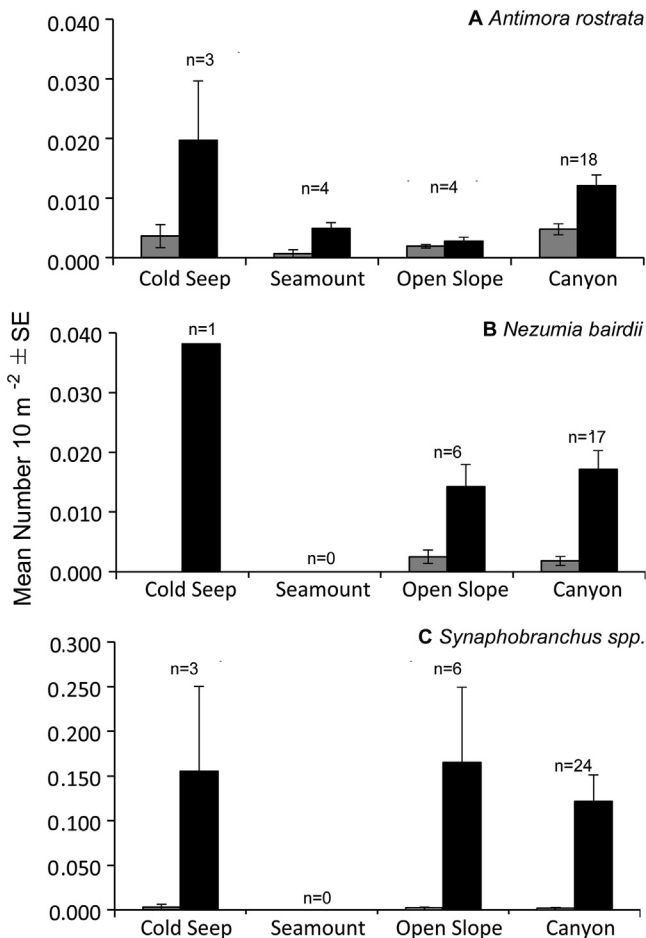 A Antimora rostrata
0.040
0.030
0.020
0.010
0.000
n=3
n=4
n=4
n=18
Cold Seep Seamount Open Slope Canyon
Mean Number 10 m⁻² ± SE
B Nezumia bairdii
0.040
0.030
0.020
0.010
0.000
n=1
n=0
n=6
n=17
Cold Seep Seamount Open Slope Canyon
C Synaphobranchus spp.
0.300
0.250
0.200
0.150
0.100
0.050
0.000
n=3
n=0
n=6
n=24
Cold Seep Seamount Open Slope Canyon